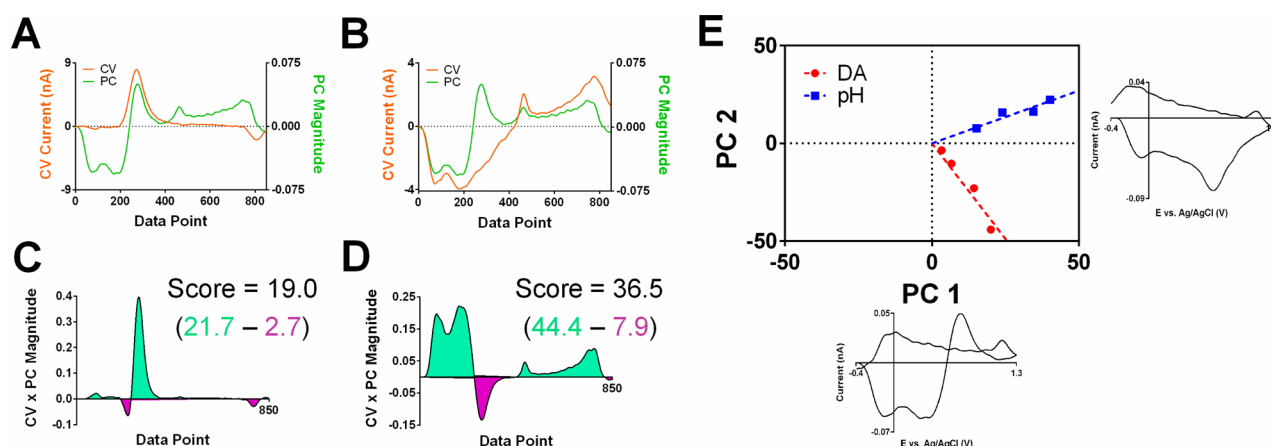 A
CV Current (nA)
9
0
-9
CV
PC
0.075
0.000
-0.075
PC Magnitude
0 200 400 600 800
Data Point
B
CV Current (nA)
4
0
-4
CV
PC
0.075
0.000
-0.075
PC Magnitude
0 200 400 600 800
Data Point
C
CV x PC Magnitude
0.4
0.3
0.2
0.1
0.0
-0.1
Score = 19.0
(21.7 – 2.7)
850
Data Point
D
CV x PC Magnitude
0.25
0.15
0.05
-0.05
-0.15
Score = 36.5
(44.4 – 7.9)
850
Data Point
E
PC 2
50
0
-50
DA
pH
0 50
PC 1
Current (nA)
0.04
-0.4
-0.09
E vs. Ag/AgCl (V)
Current (nA)
0.05
-0.4
1.3
-0.07
E vs. Ag/AgCl (V)